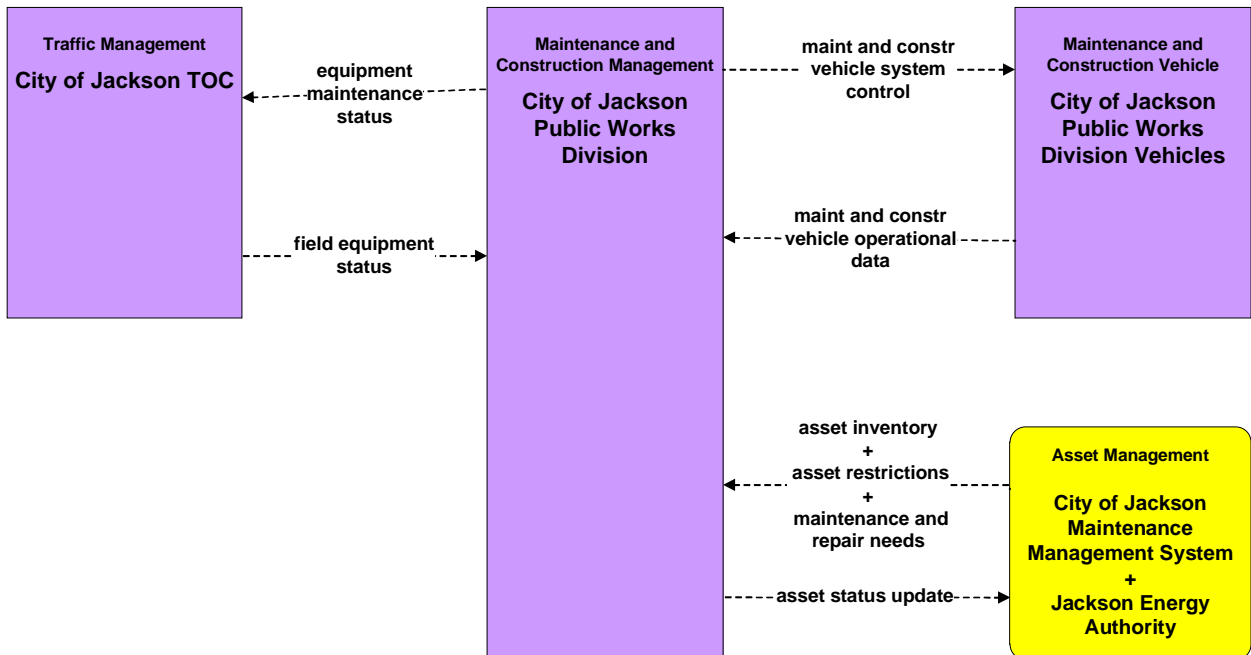 Traffic Management
City of Jackson TOC
equipment
maintenance
status
field equipment
status
Maintenance and
Construction Management
City of Jackson
Public Works
Division
maint and constr
vehicle system
control
maint and constr
vehicle operational
data
Maintenance and
Construction Vehicle
City of Jackson
Public Works
Division Vehicles
asset inventory
+
asset restrictions
+
maintenance and
repair needs
asset status update
Asset Management
City of Jackson
Maintenance
Management System
+
Jackson Energy
Authority